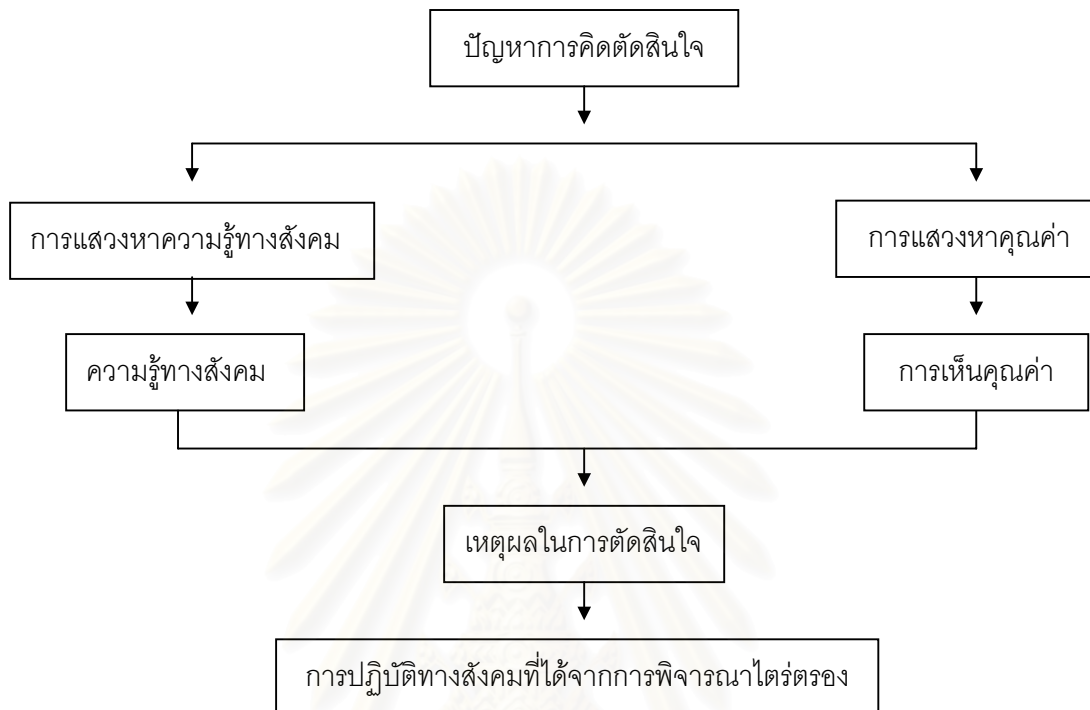 ปัญหาการคิดตัดสินใจ
การแสวงหาความรู้ทางสังคม
การแสวงหาคุณค่า
ความรู้ทางสังคม
การเห็นคุณค่า
เหตุผลในการตัดสินใจ
การปฏิบัติทางสังคมที่ได้จากการพิจารณาไตร่ตรอง